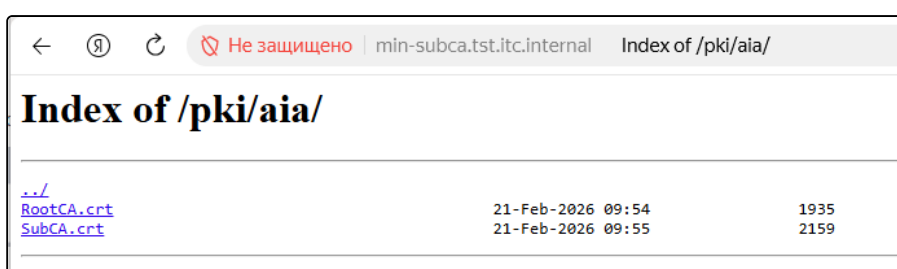 Не защищено min-subca.tst.itc.internal Index of /pki/aia/
Index of /pki/aia/
../
RootCA.crt 21-Feb-2026 09:54 1935
SubCA.crt 21-Feb-2026 09:55 2159